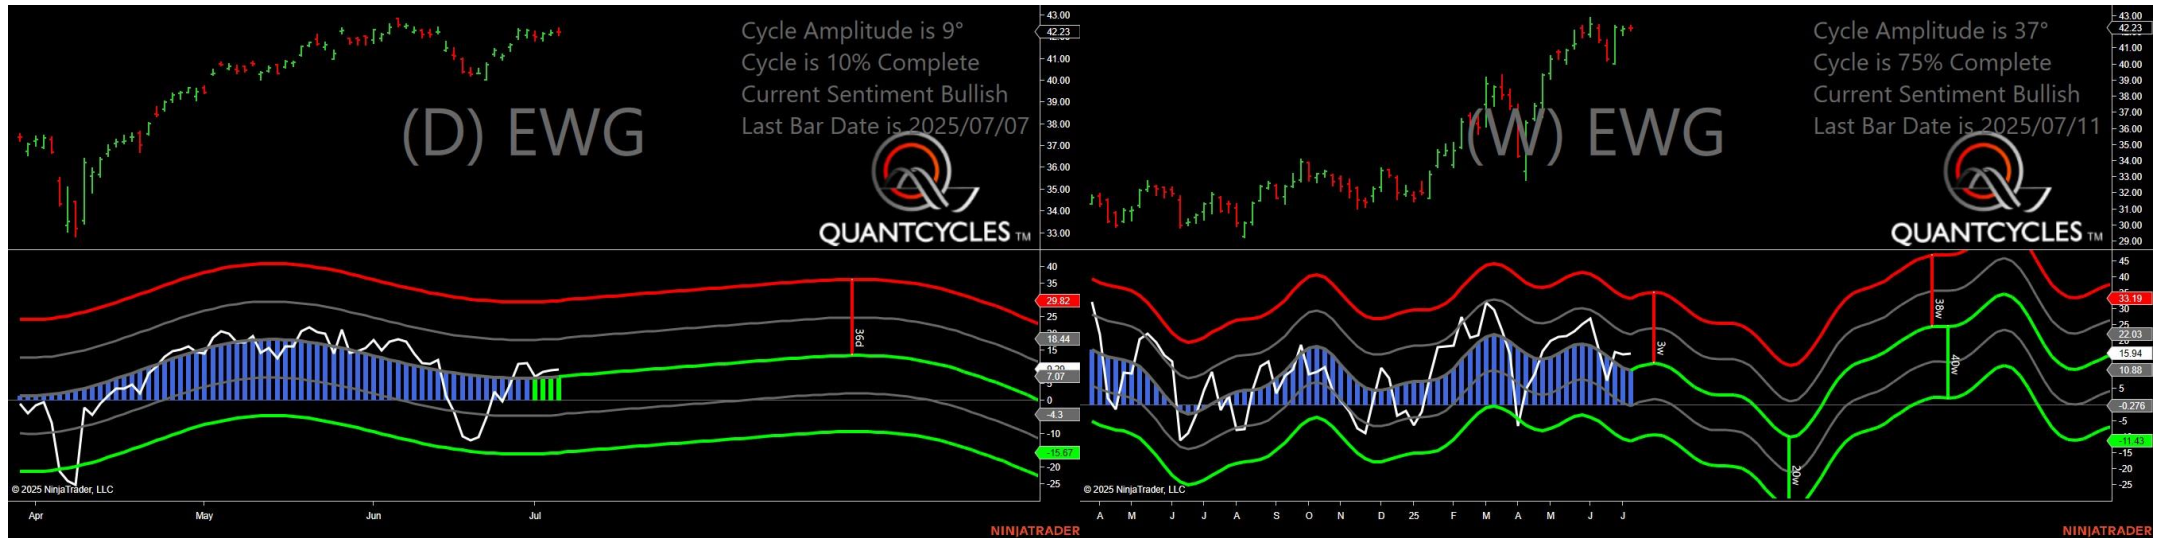 (D) EWG
Cycle Amplitude is 9°
Cycle is 10% Complete
Current Sentiment Bullish
Last Bar Date is 2025/07/07
QUANTCYCLES TM
43.00
42.23
41.00
40.00
39.00
38.00
37.00
36.00
35.00
34.00
33.00
40
35
29.82
25
18.44
15
7.07
5
0
-4.3
-10
-15.67
-20
-25
36d
© 2025 NinjaTrader, LLC
Apr May Jun Jul
NINJATRADER
(W) EWG
Cycle Amplitude is 37°
Cycle is 75% Complete
Current Sentiment Bullish
Last Bar Date is 2025/07/11
QUANTCYCLES TM
43.00
42.23
41.00
40.00
39.00
38.00
37.00
36.00
35.00
34.00
33.00
32.00
31.00
30.00
29.00
45
40
35
33.19
30
25
22.03
20
15.94
10.88
5
-0.276
-5
-11.43
-15
-20
-25
3w
20w
38w
40w
© 2025 NinjaTrader, LLC
A M J J A S O N D 25 F M A M J J
NINJATRADER